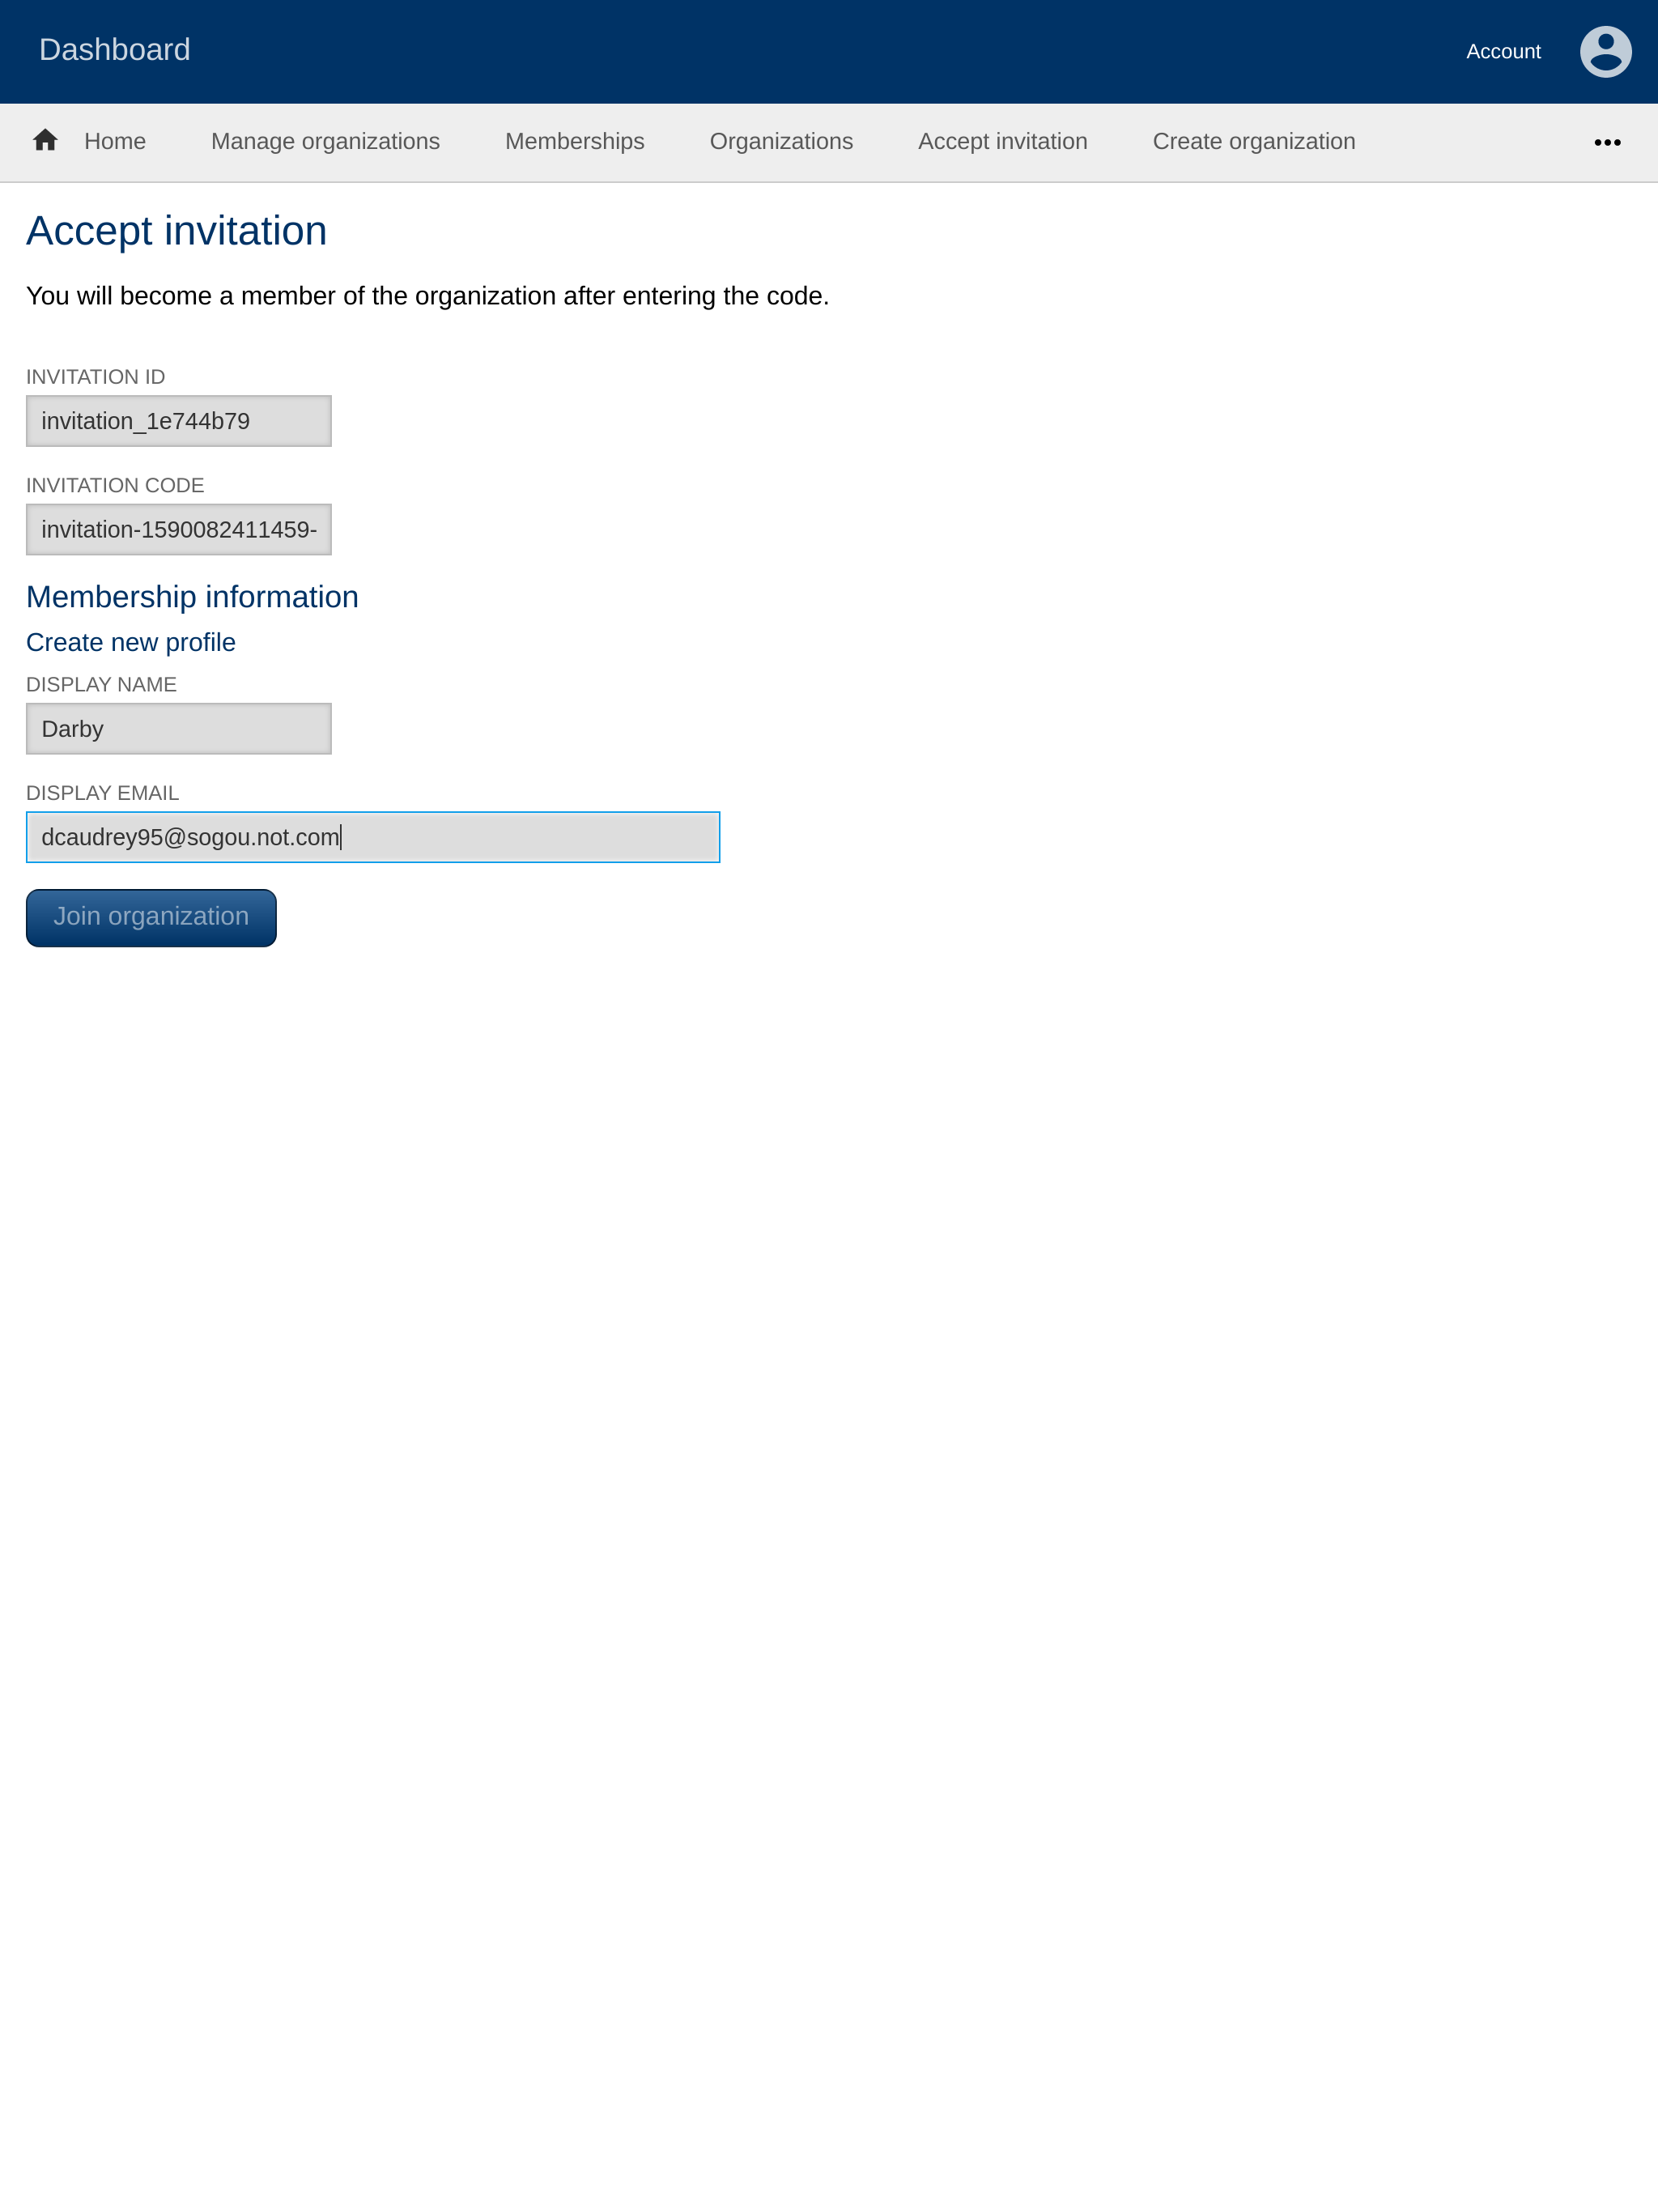 Dashboard
Account
Home Manage organizations Memberships Organizations Accept invitation Create organization
Accept invitation
You will become a member of the organization after entering the code.
INVITATION ID
invitation_1e744b79
INVITATION CODE
invitation-1590082411459-
Membership information
Create new profile
DISPLAY NAME
Darby
DISPLAY EMAIL
dcaudrey95@sogou.not.com
Join organization